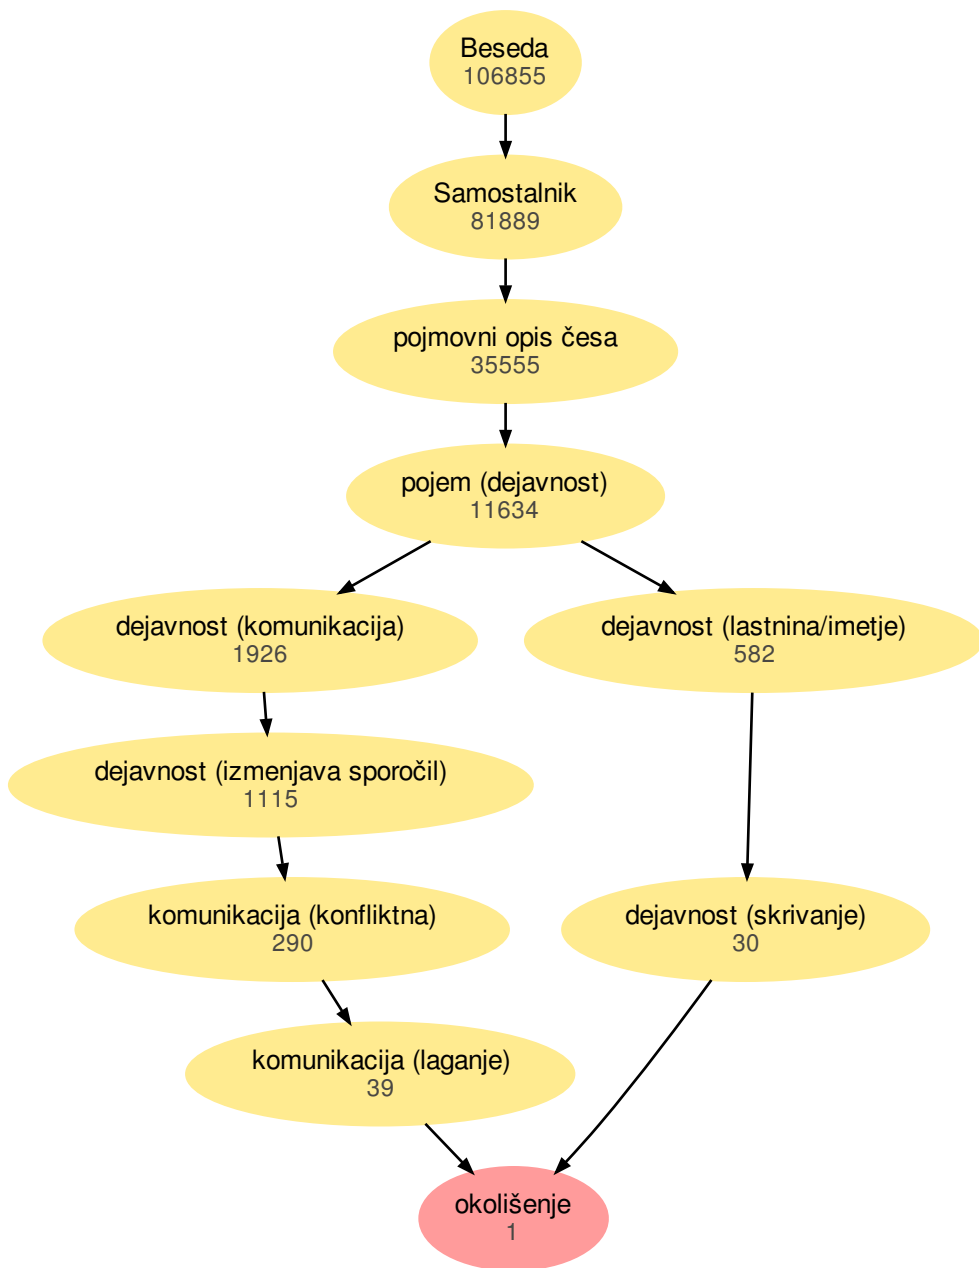 Beseda
106855
Samostalnik
81889
pojmovni opis česa
35555
pojem (dejavnost)
11634
dejavnost (komunikacija)
1926
dejavnost (lastnina/imetje)
582
dejavnost (izmenjava sporočil)
1115
komunikacija (konfliktna)
290
dejavnost (skrivanje)
30
komunikacija (laganje)
39
okolišenje
1